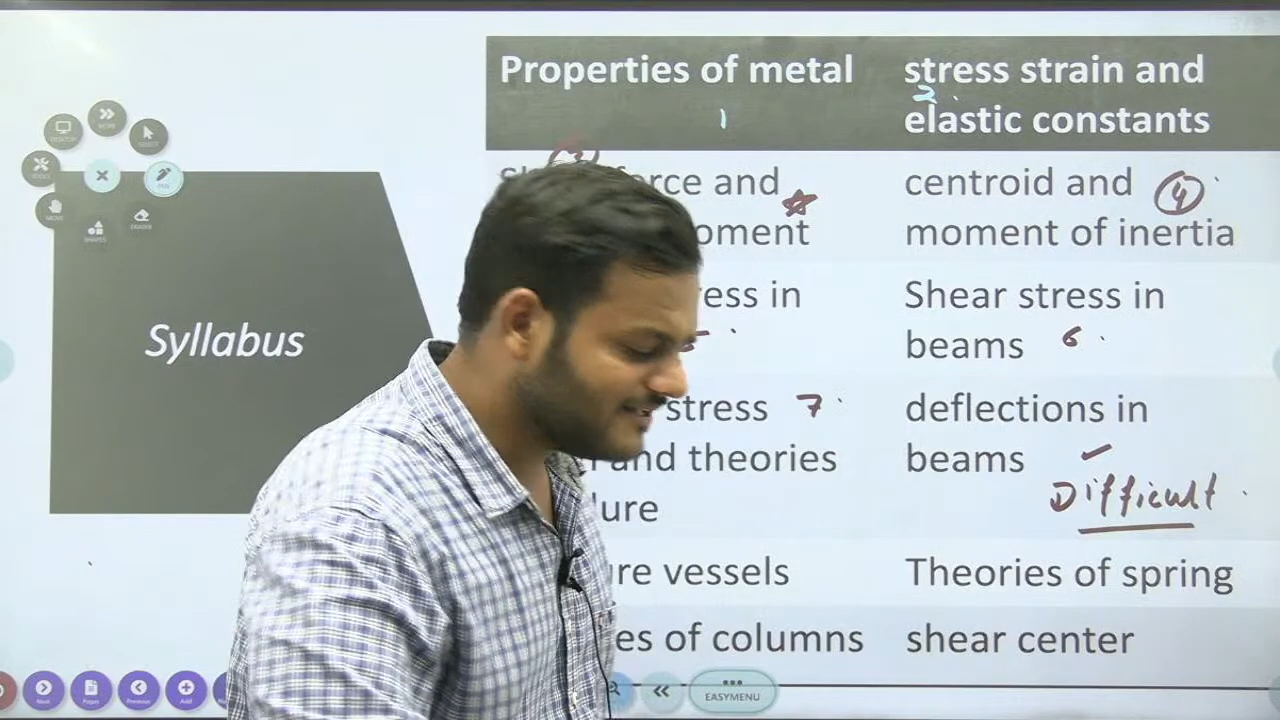 Properties of metal
1
stress strain and
2
elastic constants
force and
oment
centroid and
4
moment of inertia
ress in
Shear stress in
beams 6
stress 7
and theories
lure
deflections in
beams
Difficult
Syllabus
ure vessels
Theories of spring
es of columns
shear center
EASYMENU